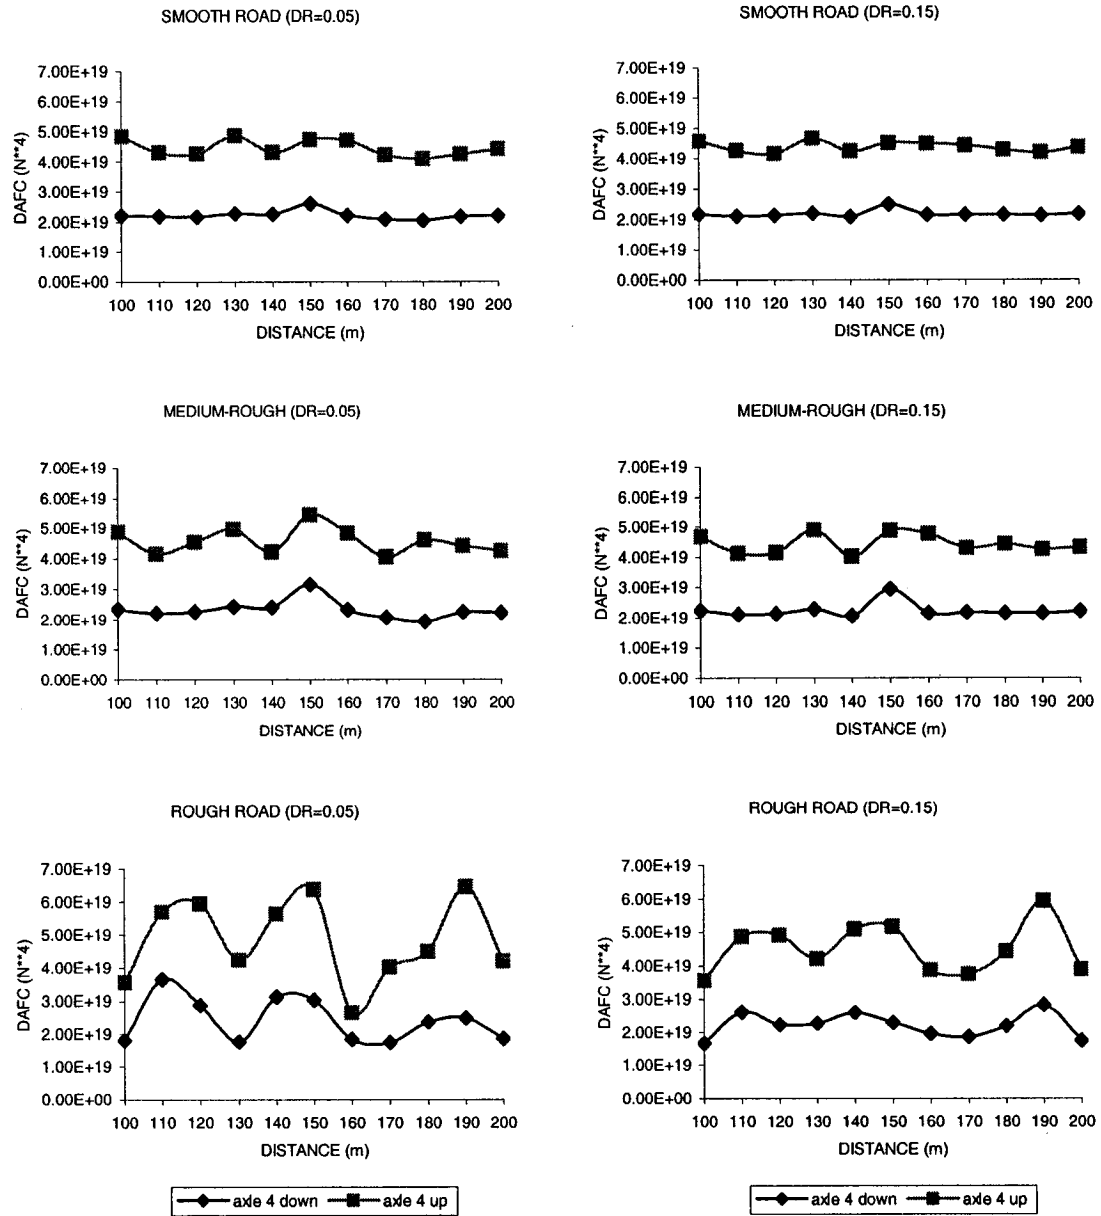 SMOOTH ROAD (DR=0.05)
7.00E+19
6.00E+19
5.00E+19
4.00E+19
3.00E+19
2.00E+19
1.00E+19
0.00E+00
DAFC (N**4)
100 110 120 130 140 150 160 170 180 190 200
DISTANCE (m)
SMOOTH ROAD (DR=0.15)
7.00E+19
6.00E+19
5.00E+19
4.00E+19
3.00E+19
2.00E+19
1.00E+19
0.00E+00
DAFC (N**4)
100 110 120 130 140 150 160 170 180 190 200
DISTANCE (m)
MEDIUM-ROUGH (DR=0.05)
7.00E+19
6.00E+19
5.00E+19
4.00E+19
3.00E+19
2.00E+19
1.00E+19
0.00E+00
DAFC (N**4)
100 110 120 130 140 150 160 170 180 190 200
DISTANCE (m)
MEDIUM-ROUGH (DR=0.15)
7.00E+19
6.00E+19
5.00E+19
4.00E+19
3.00E+19
2.00E+19
1.00E+19
0.00E+00
DAFC (N**4)
100 110 120 130 140 150 160 170 180 190 200
DISTANCE (m)
ROUGH ROAD (DR=0.05)
7.00E+19
6.00E+19
5.00E+19
4.00E+19
3.00E+19
2.00E+19
1.00E+19
0.00E+00
DAFC (N**4)
100 110 120 130 140 150 160 170 180 190 200
DISTANCE (m)
axle 4 down axle 4 up
ROUGH ROAD (DR=0.15)
7.00E+19
6.00E+19
5.00E+19
4.00E+19
3.00E+19
2.00E+19
1.00E+19
0.00E+00
DAFC (N**4)
100 110 120 130 140 150 160 170 180 190 200
DISTANCE (m)
axle 4 down axle 4 up